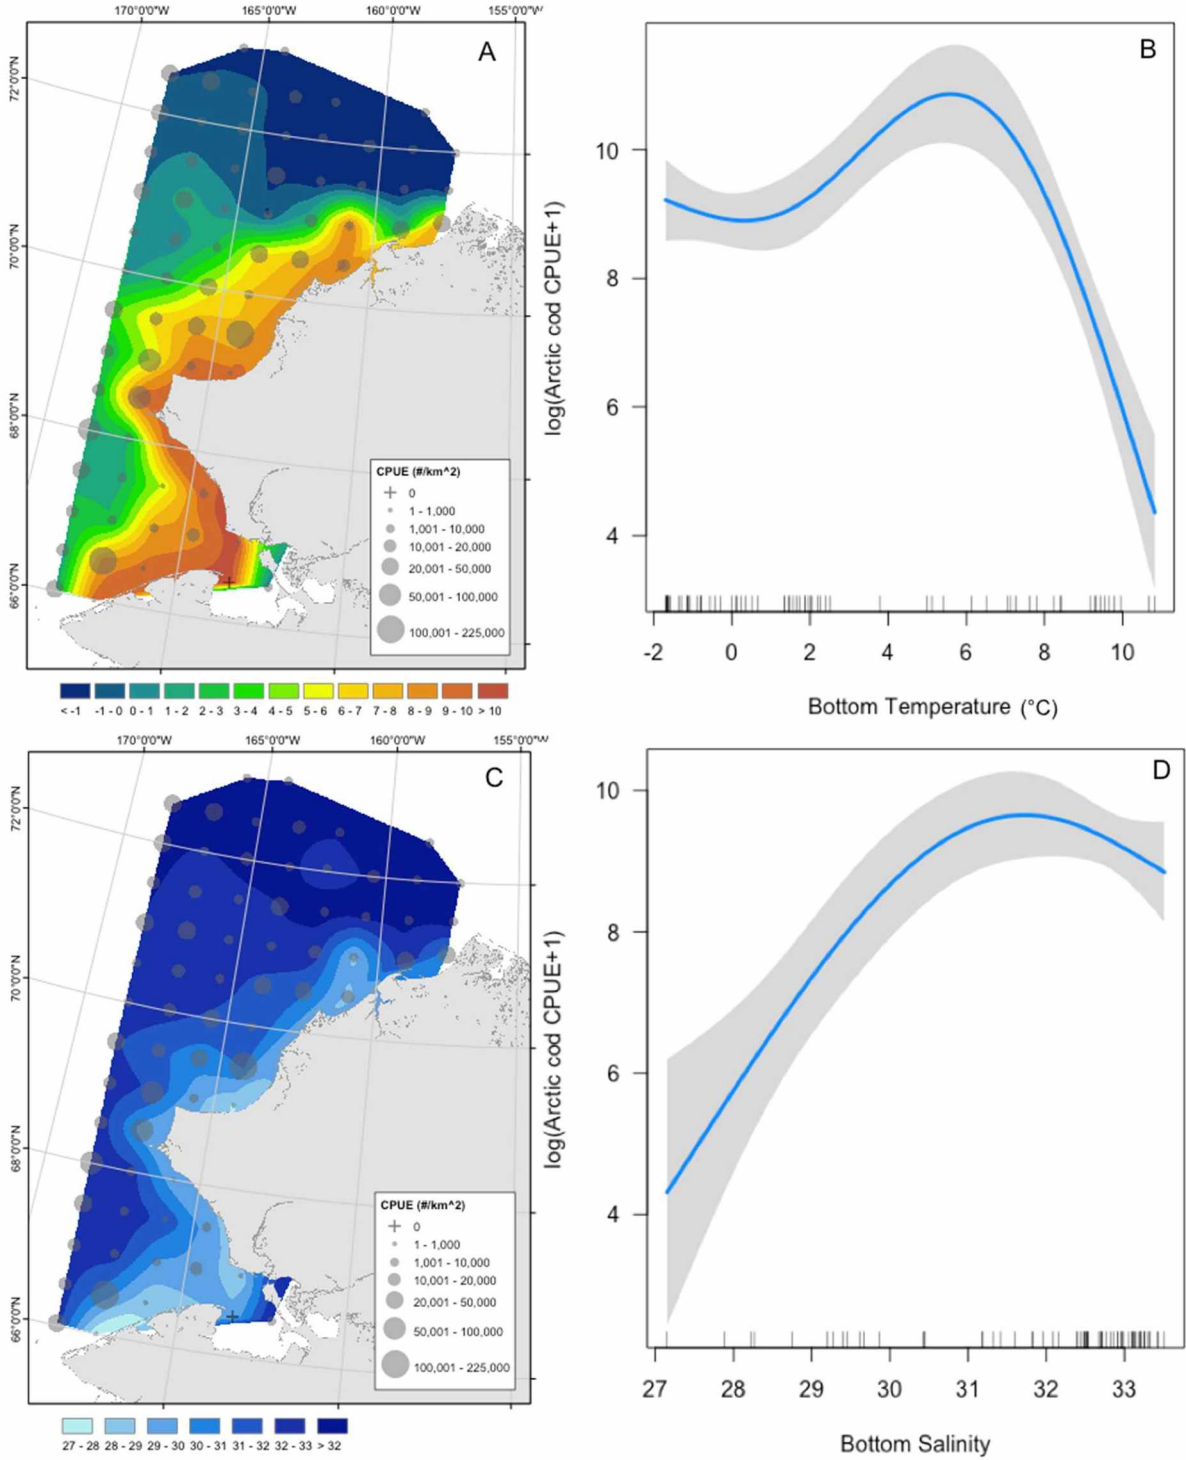 170°0'0"W 165°0'0"W 160°0'0"W 155°0'0"W
A
72°0'0"N
70°0'0"N
68°0'0"N
66°0'0"N
CPUE (#/km^2)
0
1 - 1,000
1,001 - 10,000
10,001 - 20,000
20,001 - 50,000
50,001 - 100,000
100,001 - 225,000
< -1 -1 - 0 0 - 1 1 - 2 2 - 3 3 - 4 4 - 5 5 - 6 6 - 7 7 - 8 8 - 9 9 - 10 > 10
B
log(Arctic cod CPUE+1)
10
8
6
4
-2 0 2 4 6 8 10
Bottom Temperature (°C)
170°0'0"W 165°0'0"W 160°0'0"W 155°0'0"W
C
72°0'0"N
70°0'0"N
68°0'0"N
66°0'0"N
CPUE (#/km^2)
0
1 - 1,000
1,001 - 10,000
10,001 - 20,000
20,001 - 50,000
50,001 - 100,000
100,001 - 225,000
27 - 28 28 - 29 29 - 30 30 - 31 31 - 32 32 - 33 > 32
D
log(Arctic cod CPUE+1)
10
8
6
4
27 28 29 30 31 32 33
Bottom Salinity